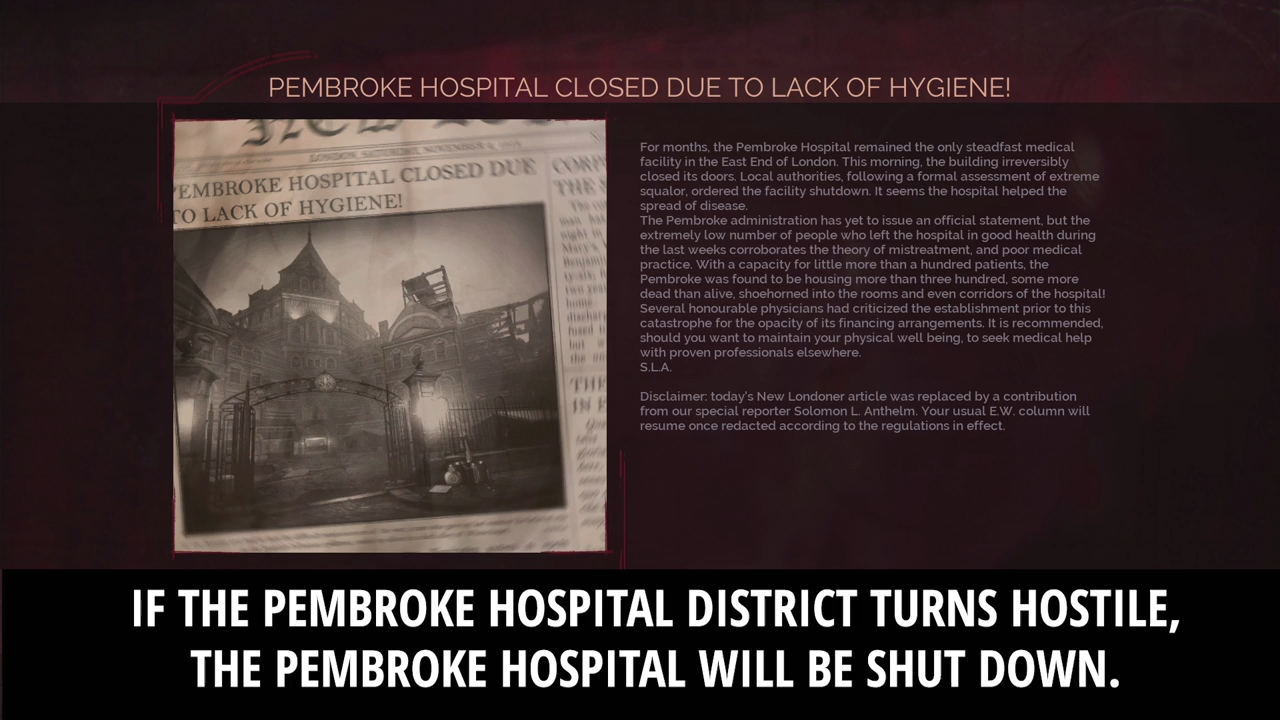 PEMBROKE HOSPITAL CLOSED DUE TO LACK OF HYGIENE!
LONDON, SATURDAY, NOVEMBER
PEMBROKE HOSPITAL CLOSED DUE
TO LACK OF HYGIENE!
For months, the Pembroke Hospital remained the only steadfast medical
facility in the East End of London. This morning, the building irreversibly
closed its doors. Local authorities, following a formal assessment of extreme
squalor, ordered the facility shutdown. It seems the hospital helped the
spread of disease.
The Pembroke administration has yet to issue an official statement, but the
extremely low number of people who left the hospital in good health during
the last weeks corroborates the theory of mistreatment, and poor medical
practice. With a capacity for little more than a hundred patients, the
Pembroke was found to be housing more than three hundred, some more
dead than alive, shoehorned into the rooms and even corridors of the hospital!
Several honourable physicians had criticized the establishment prior to this
catastrophe for the opacity of its financing arrangements. It is recommended,
should you want to maintain your physical well being, to seek medical help
with proven professionals elsewhere.
S.L.A.
Disclaimer: today's New Londoner article was replaced by a contribution
from our special reporter Solomon L. Anthelm. Your usual E.W. column will
resume once redacted according to the regulations in effect.
IF THE PEMBROKE HOSPITAL DISTRICT TURNS HOSTILE,
THE PEMBROKE HOSPITAL WILL BE SHUT DOWN.